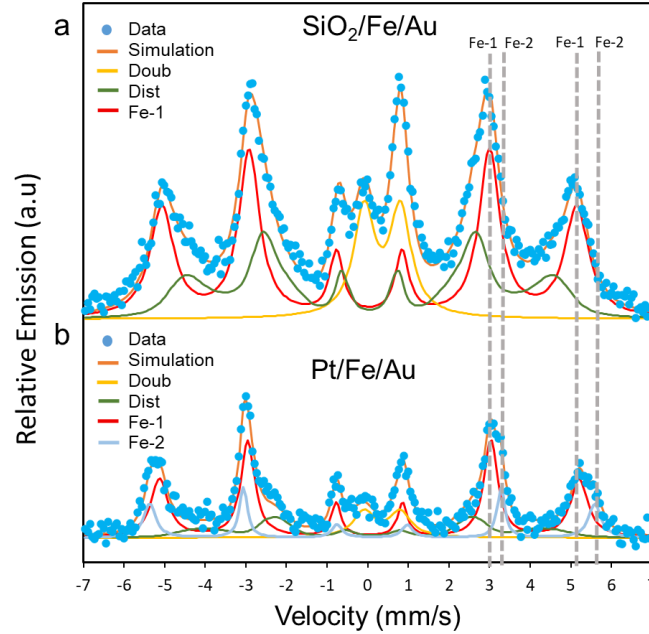 a
SiO₂/Fe/Au
Data
Simulation
Doub
Dist
Fe-1
Fe-1 Fe-2 Fe-1 Fe-2
b
Pt/Fe/Au
Data
Simulation
Doub
Dist
Fe-1
Fe-2
Relative Emission (a.u)
-7 -6 -5 -4 -3 -2 -1 0 1 2 3 4 5 6 7
Velocity (mm/s)